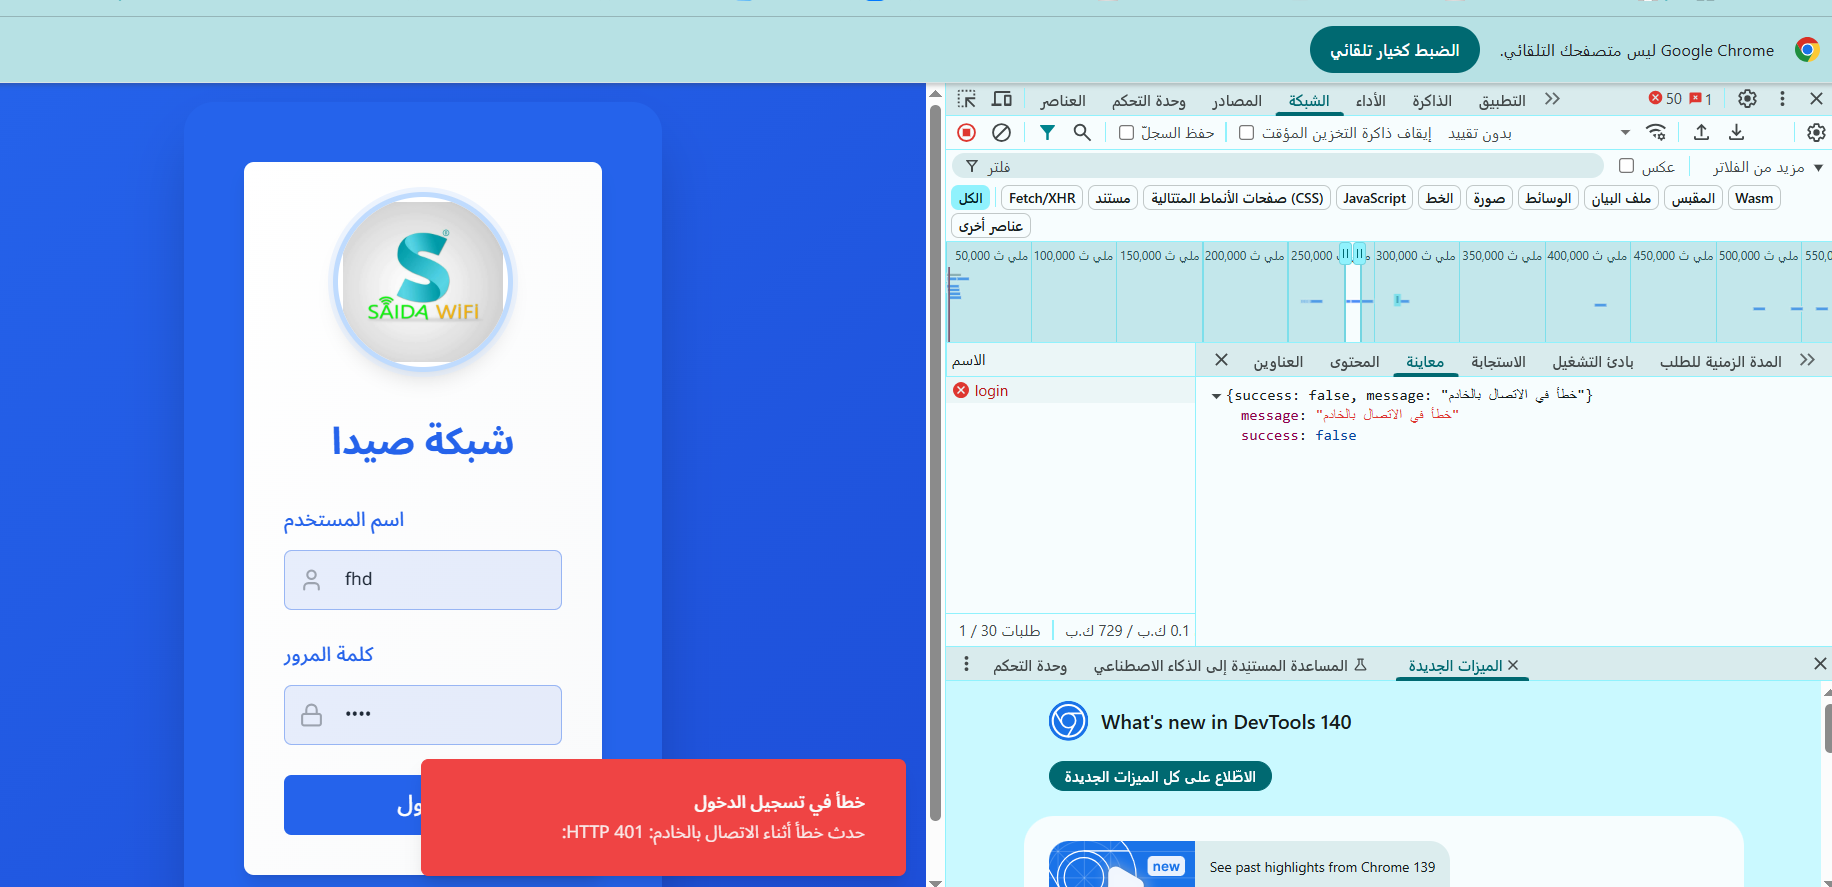 Google Chrome ليس متصفحك التلقائي.
الضبط كخيار تلقائي
SAIDA WIFI
شبكة صيدا
اسم المستخدم
fhd
كلمة المرور
••••
خطأ في تسجيل الدخول
حدث خطأ أثناء الاتصال بالخادم: HTTP 401:
العناصر
وحدة التحكم
المصادر
الشبكة
الأداء
الذاكرة
التطبيق
50
1
حفظ السجلّ
إيقاف ذاكرة التخزين المؤقت
بدون تقييد
فلتر
عكس
مزيد من الفلاتر
الكل
Fetch/XHR
مستند
صفحات الأنماط المتتالية (CSS)
JavaScript
الخط
صورة
الوسائط
ملف البيان
المقبس
Wasm
عناصر أخرى
50,000 ملي ث
100,000 ملي ث
150,000 ملي ث
200,000 ملي ث
250,000
300,000 ملي ث
350,000 ملي ث
400,000 ملي ث
450,000 ملي ث
500,000 ملي ث
550,0
الاسم
login
العناوين
المحتوى
معاينة
الاستجابة
بادئ التشغيل
المدة الزمنية للطلب
{success: false, message: "خطأ في الاتصال بالخادم"}
message: "خطأ في الاتصال بالخادم"
success: false
1 / 30 طلبات
0.1 ك.ب / 729 ك.ب
وحدة التحكم
المساعدة المستنِدة إلى الذكاء الاصطناعي
الميزات الجديدة
What's new in DevTools 140
الاطّلاع على كل الميزات الجديدة
new
See past highlights from Chrome 139